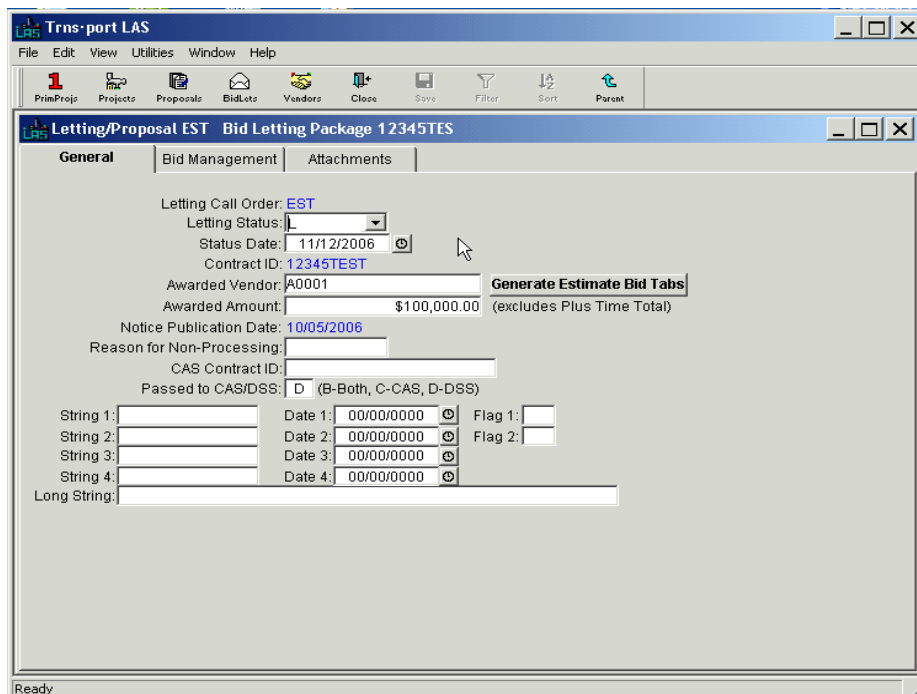 LAS Trns·port LAS
File Edit View Utilities Window Help
1
PrimProjs Projects Proposals BidLets Vendors Close Save Filter Sort Parent
LAS Letting/Proposal EST Bid Letting Package 12345TES
General Bid Management Attachments
Letting Call Order: EST
Letting Status: L
Status Date: 11/12/2006
Contract ID: 12345TEST
Awarded Vendor: A0001 Generate Estimate Bid Tabs
Awarded Amount: $100,000.00 (excludes Plus Time Total)
Notice Publication Date: 10/05/2006
Reason for Non-Processing:
CAS Contract ID:
Passed to CAS/DSS: D (B-Both, C-CAS, D-DSS)
String 1: Date 1: 00/00/0000 Flag 1:
String 2: Date 2: 00/00/0000 Flag 2:
String 3: Date 3: 00/00/0000
String 4: Date 4: 00/00/0000
Long String:
Ready